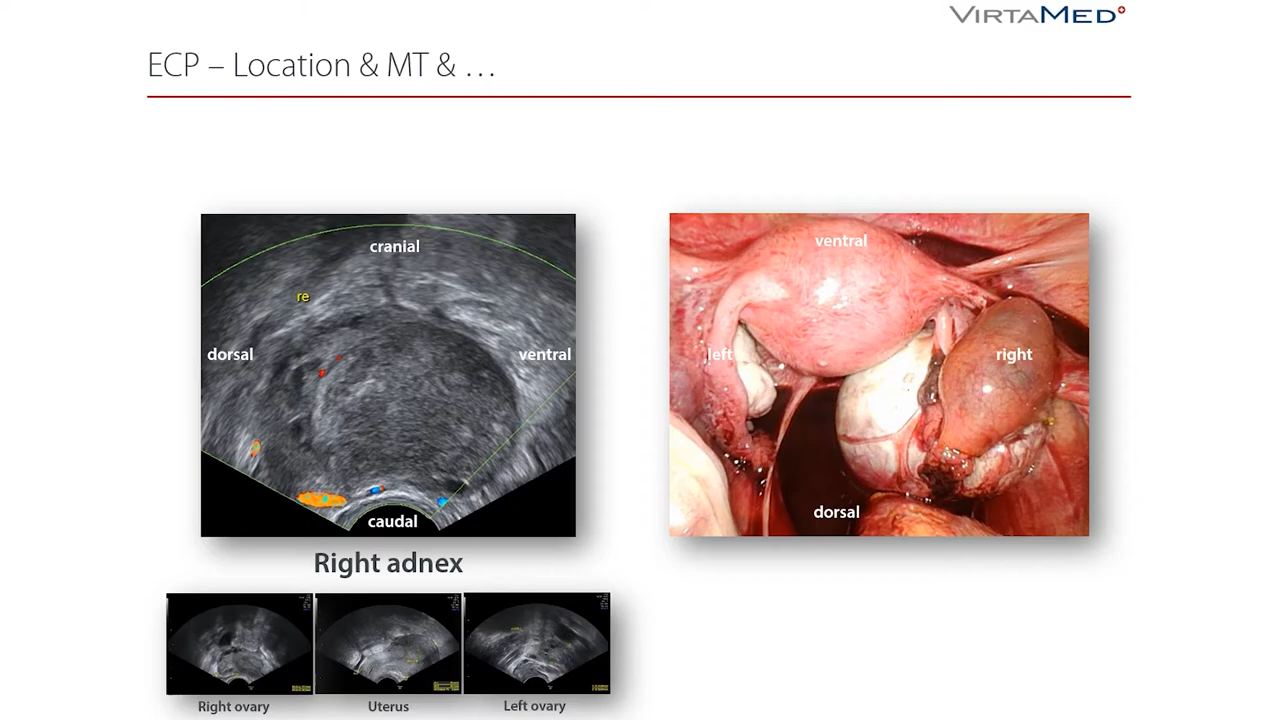 VIRTAMED
ECP – Location & MT & …
cranial
re
dorsal
ventral
caudal
Right adnex
ventral
left
right
dorsal
Right ovary
Uterus
Left ovary